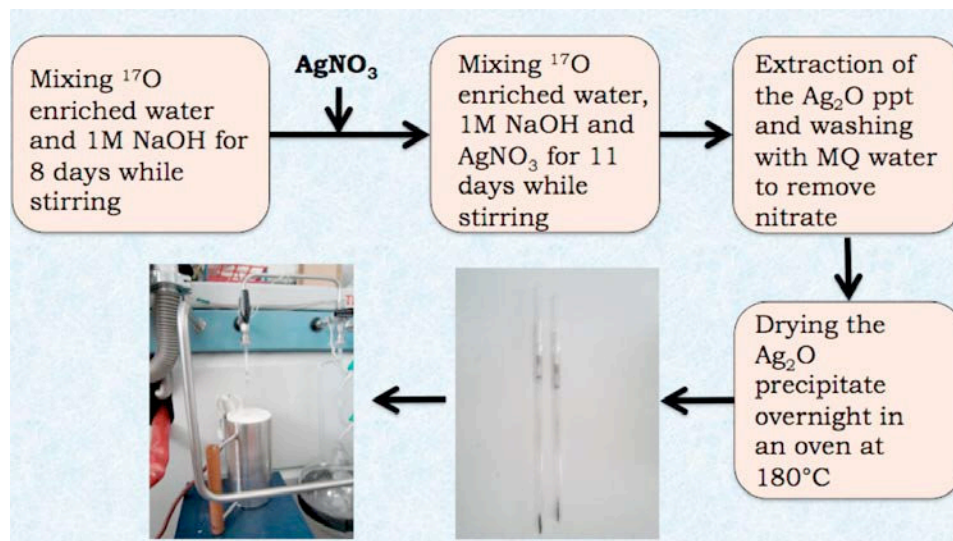 Mixing ¹⁷O
enriched water
and 1M NaOH for
8 days while
stirring
AgNO₃
Mixing ¹⁷O
enriched water,
1M NaOH and
AgNO₃ for 11
days while
stirring
Extraction of
the Ag₂O ppt
and washing
with MQ water
to remove
nitrate
Drying the
Ag₂O
precipitate
overnight in
an oven at
180°C